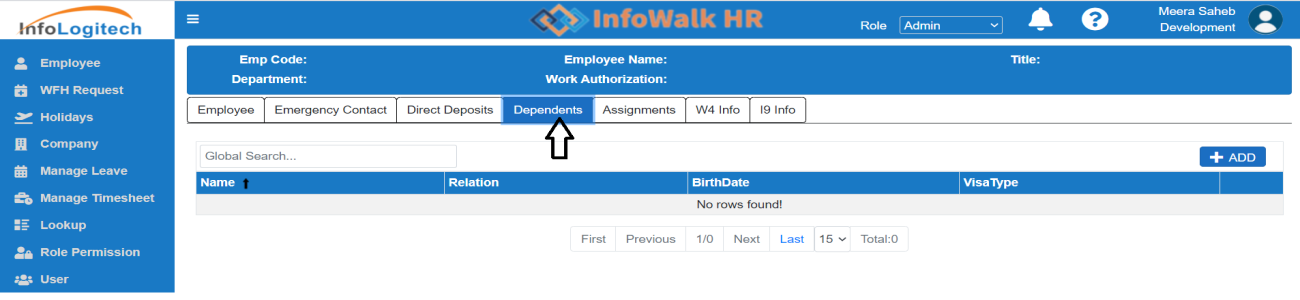 InfoLogitech
InfoWalk HR
Role Admin
Meera Saheb
Development
?
Employee
WFH Request
Holidays
Company
Manage Leave
Manage Timesheet
Lookup
Role Permission
User
Emp Code: Employee Name: Title:
Department: Work Authorization:
Employee Emergency Contact Direct Deposits Dependents Assignments W4 Info I9 Info
Global Search... + ADD
Name Relation BirthDate VisaType
No rows found!
First Previous 1/0 Next Last 15 Total:0